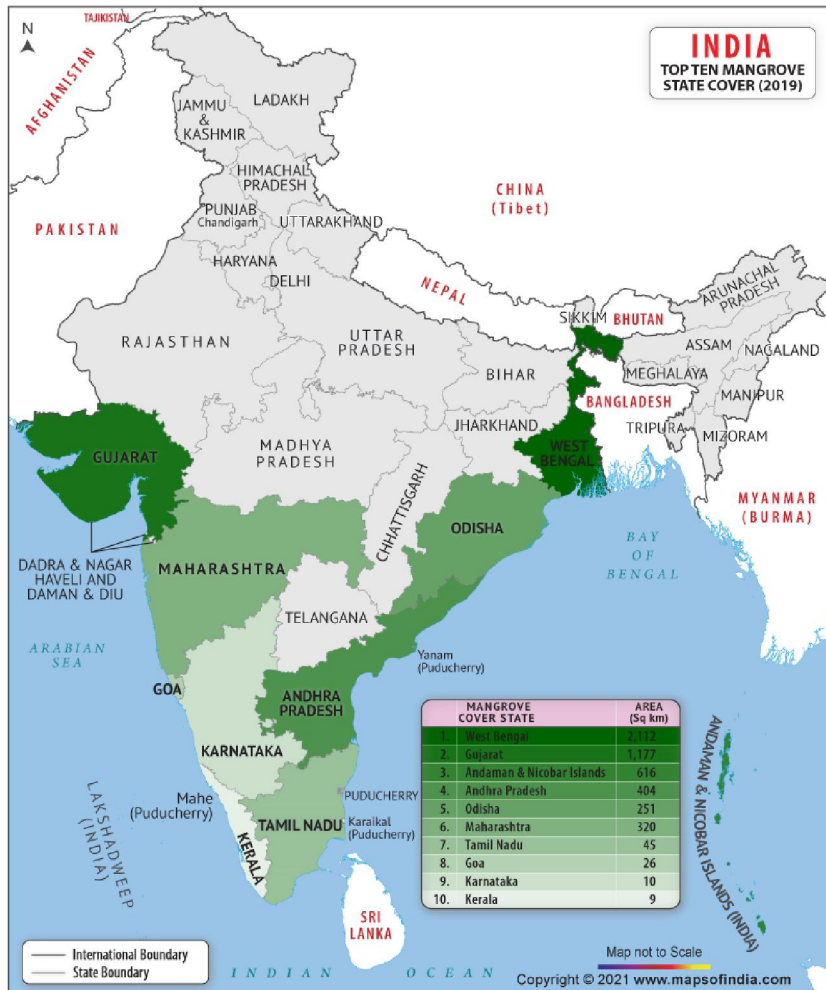 TAJIKISTAN
N
INDIA
TOP TEN MANGROVE
STATE COVER (2019)
AFGHANISTAN
LADAKH
JAMMU
&
KASHMIR
HIMACHAL
PRADESH
CHINA
(Tibet)
PUNJAB
Chandigarh
UTTARAKHAND
PAKISTAN
HARYANA
DELHI
NEPAL
ARUNACHAL
PRADESH
SIKKIM
BHUTAN
RAJASTHAN
UTTAR
PRADESH
ASSAM
NAGALAND
BIHAR
MEGHALAYA
MANIPUR
BANGLADESH
JHARKHAND
TRIPURA
MIZORAM
GUJARAT
MADHYA
PRADESH
WEST
BENGAL
MYANMAR
(BURMA)
CHHATTISGARH
ODISHA
BAY
OF
BENGAL
DADRA & NAGAR
HAVELI AND
DAMAN & DIU
MAHARASHTRA
TELANGANA
ARABIAN
SEA
Yanam
(Puducherry)
GOA
ANDHRA
PRADESH
KARNATAKA
MANGROVE
COVER STATE
AREA
(Sq km)
1. West Bengal 2,112
2. Gujarat 1,177
3. Andaman & Nicobar Islands 616
4. Andhra Pradesh 404
5. Odisha 251
6. Maharashtra 320
7. Tamil Nadu 45
8. Goa 26
9. Karnataka 10
10. Kerala 9
ANDAMAN & NICOBAR ISLANDS (INDIA)
LAKSHADWEEP
(INDIA)
Mahe
(Puducherry)
PUDUCHERRY
TAMIL NADU
Karaikal
(Puducherry)
KERALA
SRI
LANKA
International Boundary
State Boundary
INDIAN OCEAN
Map not to Scale
Copyright © 2021 www.mapsofindia.com